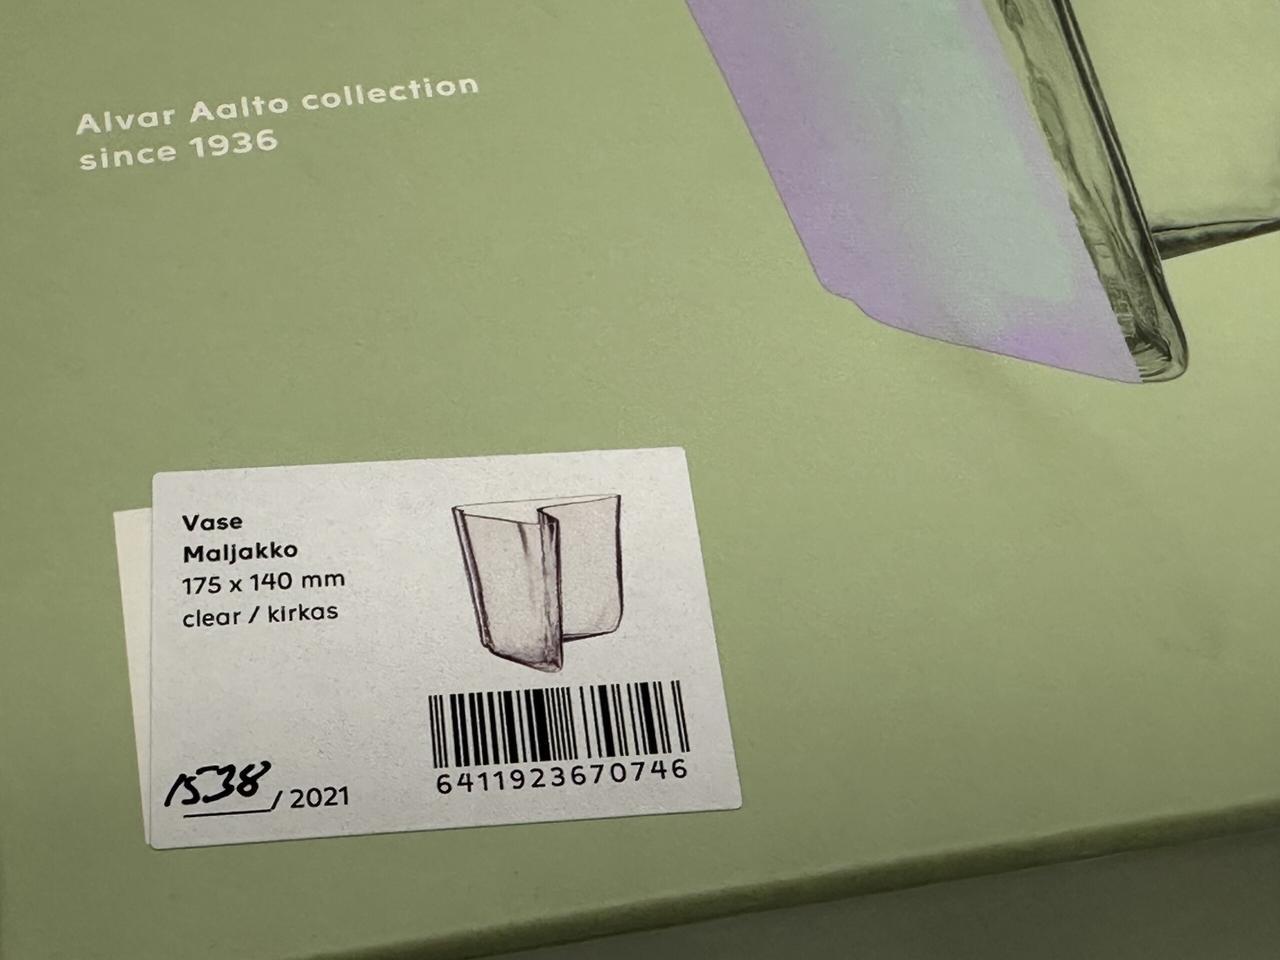 Alvar Aalto collection
since 1936
Vase
Maljakko
175 x 140 mm
clear / kirkas
1538 / 2021
6411923670746